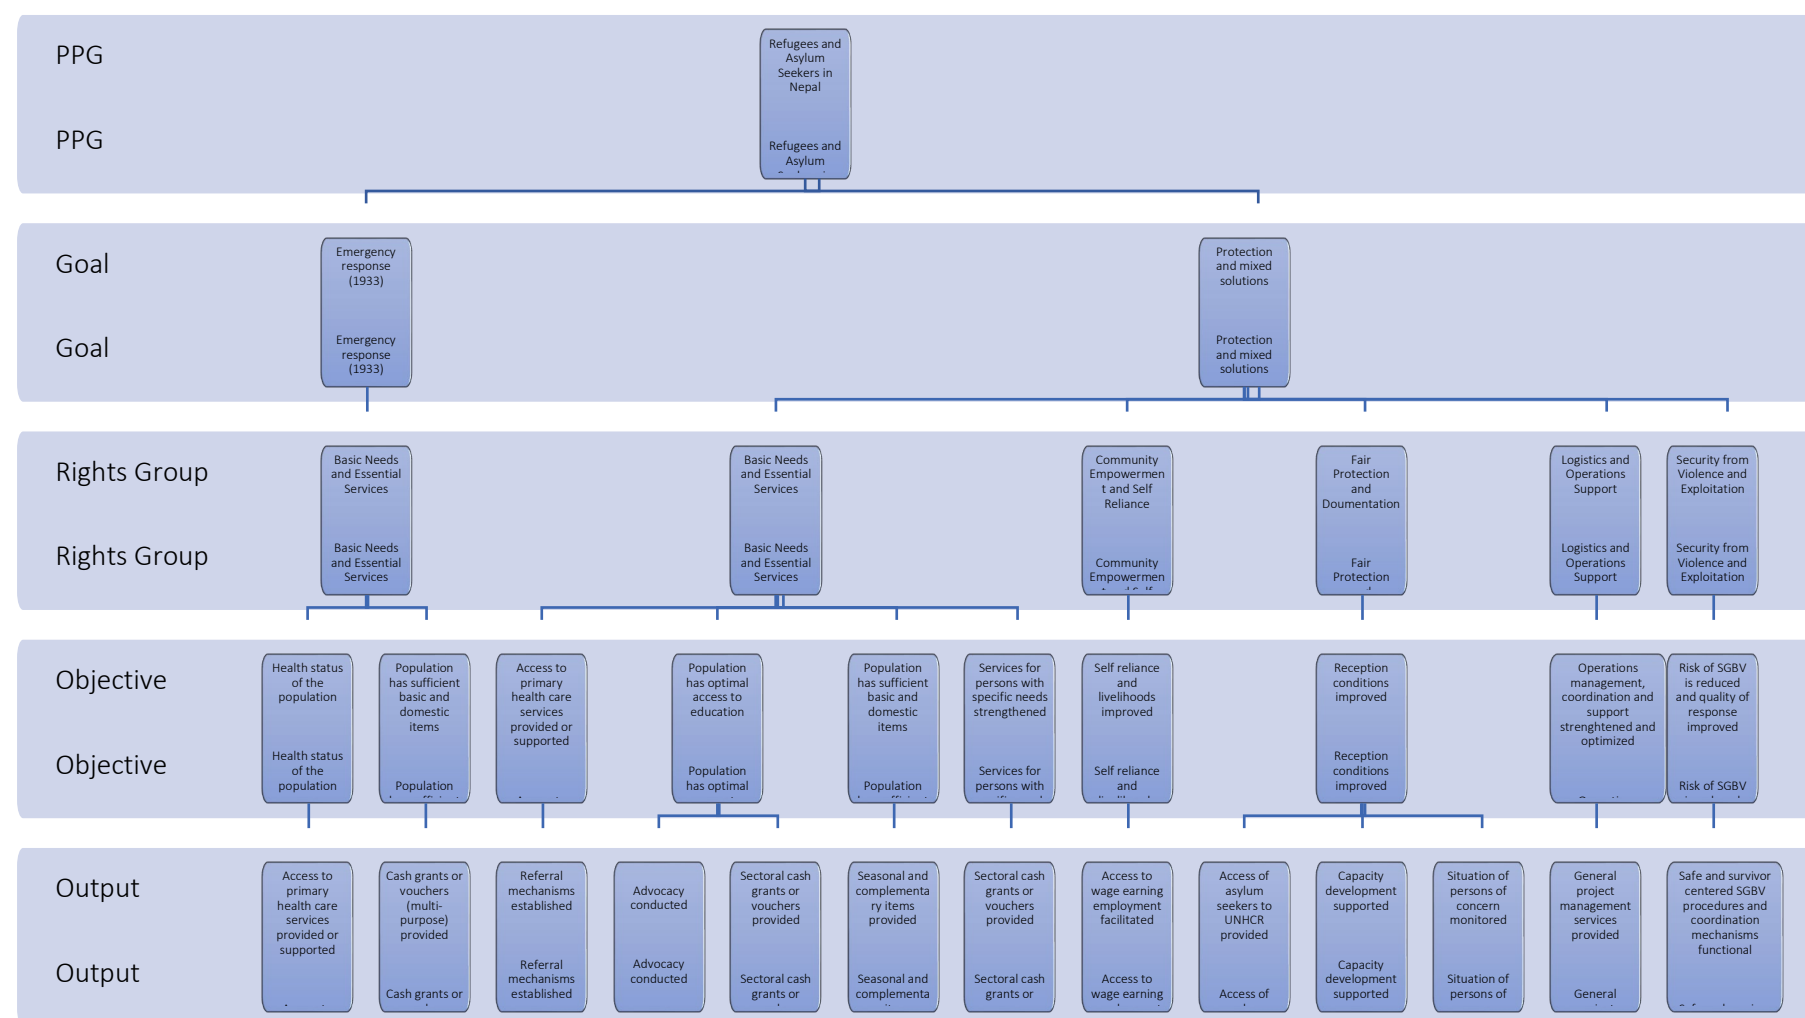 PPG
Refugees and
Asylum
Seekers in
Nepal
PPG
Refugees and
Asylum
Goal
Emergency
response
(1933)
Protection
and mixed
solutions
Goal
Emergency
response
(1933)
Protection
and mixed
solutions
Rights Group
Basic Needs
and Essential
Services
Basic Needs
and Essential
Services
Community
Empowermen
t and Self
Reliance
Fair
Protection
and
Doumentation
Logistics and
Operations
Support
Security from
Violence and
Exploitation
Rights Group
Basic Needs
and Essential
Services
Basic Needs
and Essential
Services
Community
Empowermen
Fair
Protection
Logistics and
Operations
Support
Security from
Violence and
Exploitation
Objective
Health status
of the
population
Population
has sufficient
basic and
domestic
items
Access to
primary
health care
services
provided or
supported
Population
has optimal
access to
education
Population
has sufficient
basic and
domestic
items
Services for
persons with
specific needs
strengthened
Self reliance
and
livelihoods
improved
Reception
conditions
improved
Operations
management,
coordination and
support
strenghtened and
optimized
Risk of SGBV
is reduced
and quality of
response
improved
Objective
Health status
of the
population
Population
Population
has optimal
Population
Services for
persons with
Self reliance
and
Reception
conditions
improved
Risk of SGBV
Output
Access to
primary
health care
services
provided or
supported
Cash grants or
vouchers
(multi-
purpose)
provided
Referral
mechanisms
established
Advocacy
conducted
Sectoral cash
grants or
vouchers
provided
Seasonal and
complementa
ry items
provided
Sectoral cash
grants or
vouchers
provided
Access to
wage earning
employment
facilitated
Access of
asylum
seekers to
UNHCR
provided
Capacity
development
supported
Situation of
persons of
concern
monitored
General
project
management
services
provided
Safe and survivor
centered SGBV
procedures and
coordination
mechanisms
functional
Output
Cash grants or
Referral
mechanisms
established
Advocacy
conducted
Sectoral cash
grants or
Seasonal and
complementa
Sectoral cash
grants or
Access to
wage earning
Access of
Capacity
development
supported
Situation of
persons of
General